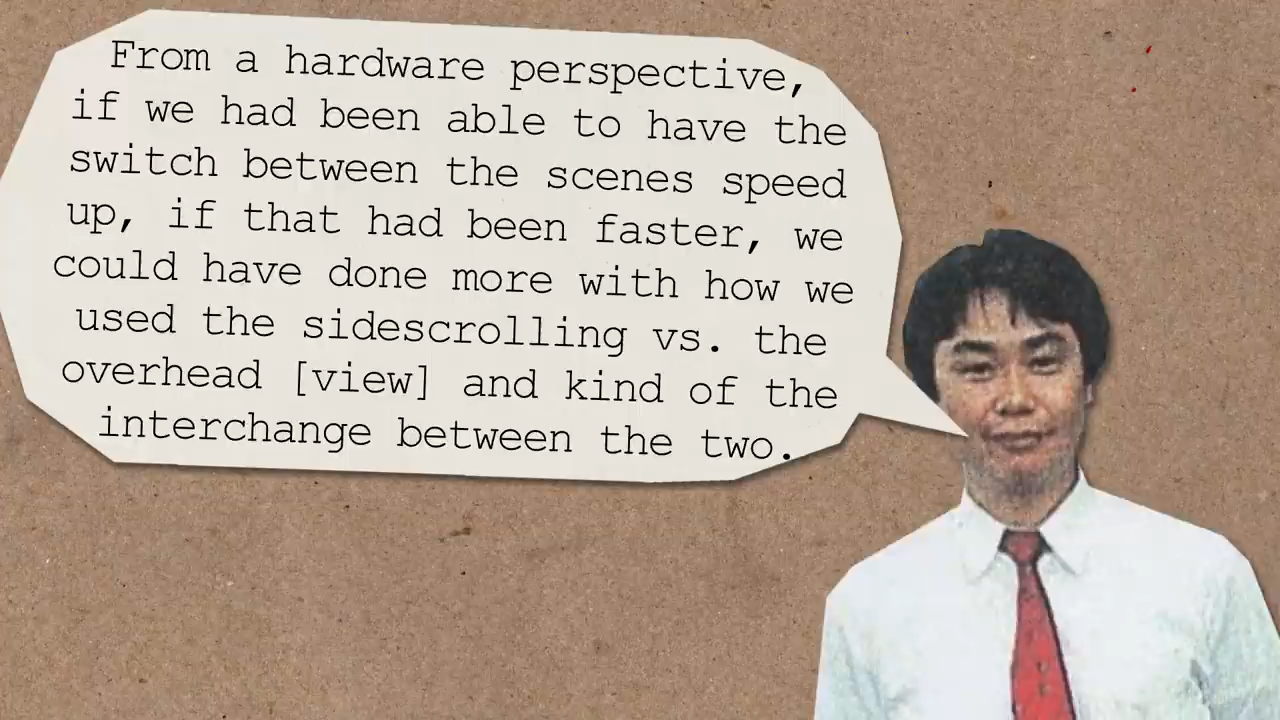 From a hardware perspective,
if we had been able to have the
switch between the scenes speed
up, if that had been faster, we
could have done more with how we
used the sidescrolling vs. the
overhead [view] and kind of the
interchange between the two.